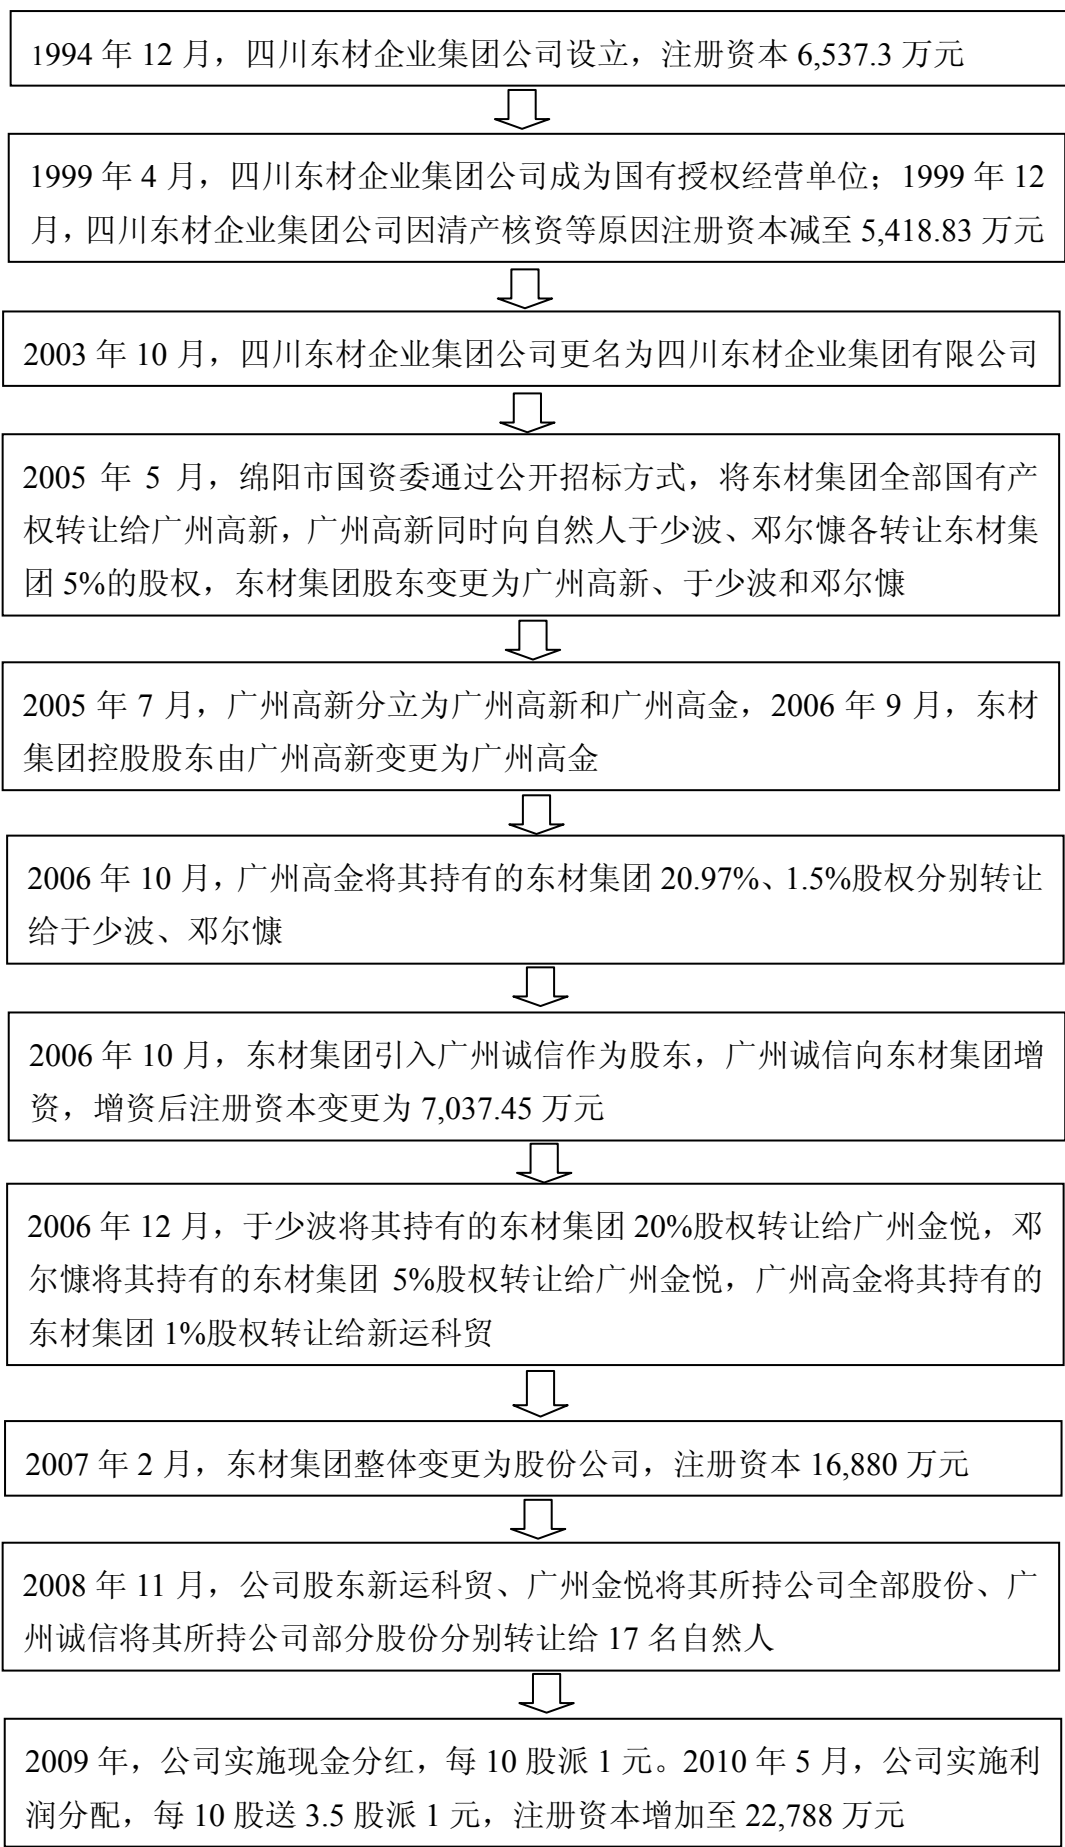 1994 年 12 月，四川东材企业集团公司设立，注册资本 6,537.3 万元
1999 年 4 月，四川东材企业集团公司成为国有授权经营单位；1999 年 12
月，四川东材企业集团公司因清产核资等原因注册资本减至 5,418.83 万元
2003 年 10 月，四川东材企业集团公司更名为四川东材企业集团有限公司
2005 年 5 月，绵阳市国资委通过公开招标方式，将东材集团全部国有产
权转让给广州高新，广州高新同时向自然人于少波、邓尔慷各转让东材集
团 5%的股权，东材集团股东变更为广州高新、于少波和邓尔慷
2005 年 7 月，广州高新分立为广州高新和广州高金，2006 年 9 月，东材
集团控股股东由广州高新变更为广州高金
2006 年 10 月，广州高金将其持有的东材集团 20.97%、1.5%股权分别转让
给于少波、邓尔慷
2006 年 10 月，东材集团引入广州诚信作为股东，广州诚信向东材集团增
资，增资后注册资本变更为 7,037.45 万元
2006 年 12 月，于少波将其持有的东材集团 20%股权转让给广州金悦，邓
尔慷将其持有的东材集团 5%股权转让给广州金悦，广州高金将其持有的
东材集团 1%股权转让给新运科贸
2007 年 2 月，东材集团整体变更为股份公司，注册资本 16,880 万元
2008 年 11 月，公司股东新运科贸、广州金悦将其所持公司全部股份、广
州诚信将其所持公司部分股份分别转让给 17 名自然人
2009 年，公司实施现金分红，每 10 股派 1 元。2010 年 5 月，公司实施利
润分配，每 10 股送 3.5 股派 1 元，注册资本增加至 22,788 万元